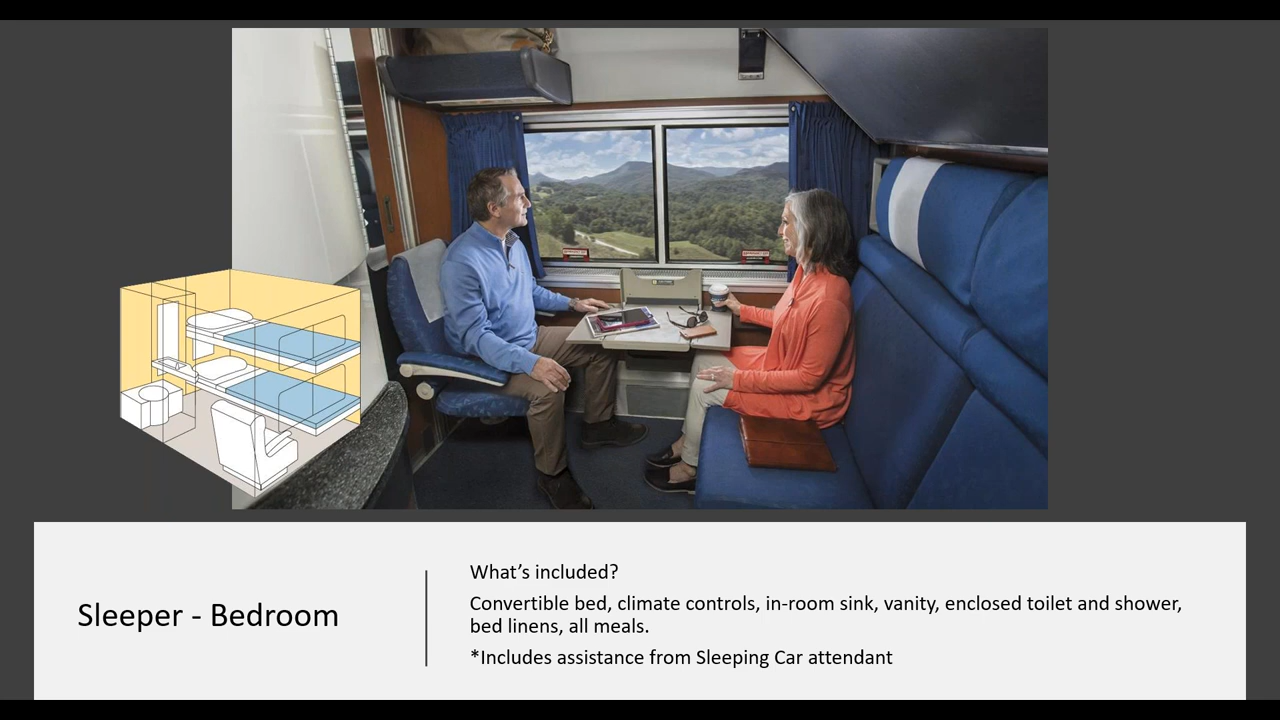 Sleeper - Bedroom
What's included?
Convertible bed, climate controls, in-room sink, vanity, enclosed toilet and shower,
bed linens, all meals.
*Includes assistance from Sleeping Car attendant